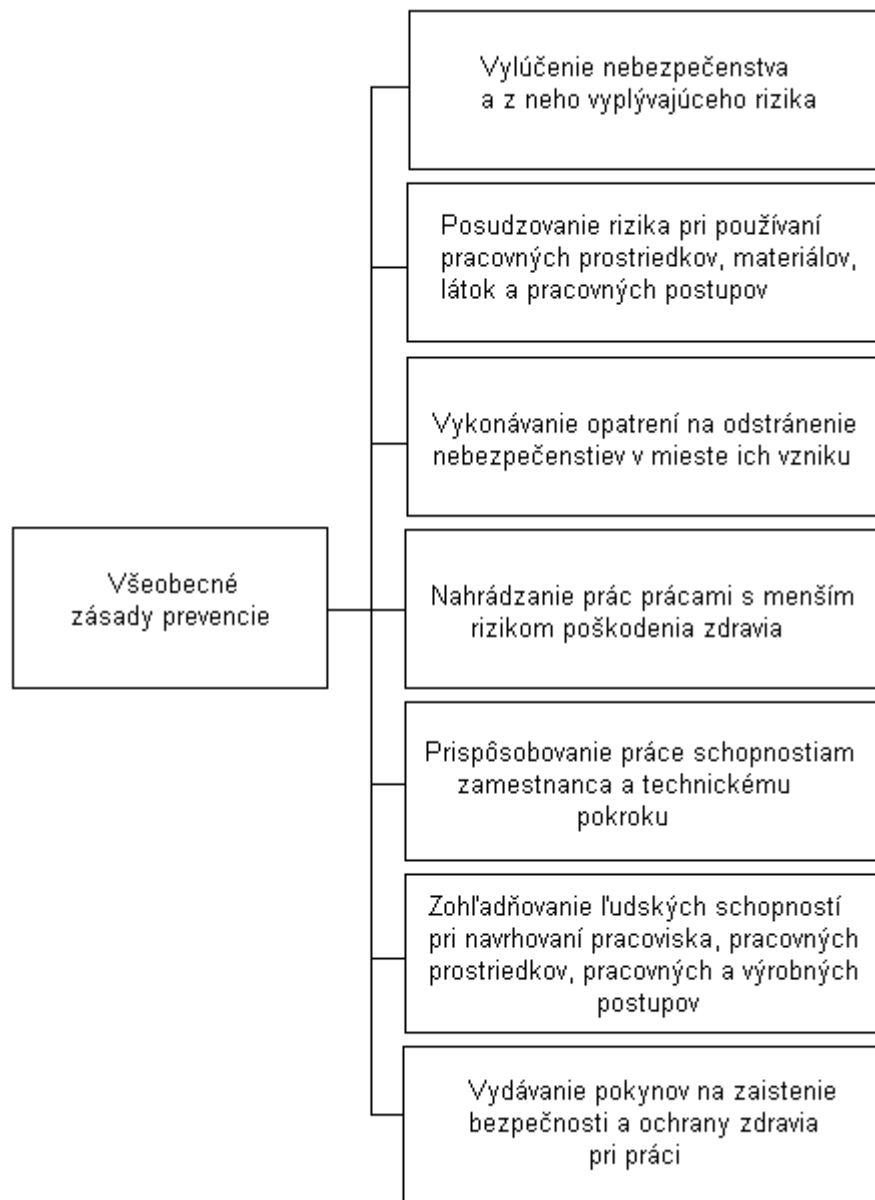 Vylúčenie nebezpečenstva
a z neho vyplývajúceho rizika
Posudzovanie rizika pri používaní
pracovných prostriedkov, materiálov,
látok a pracovných postupov
Vykonávanie opatrení na odstránenie
nebezpečenstiev v mieste ich vzniku
Všeobecné
zásady prevencie
Nahrádzanie prác prácami s menším
rizikom poškodenia zdravia
Prispôsobovanie práce schopnostiam
zamestnanca a technickému
pokroku
Zohľadňovanie ľudských schopností
pri navrhovaní pracoviska, pracovných
prostriedkov, pracovných a výrobných
postupov
Vydávanie pokynov na zaistenie
bezpečnosti a ochrany zdravia
pri práci